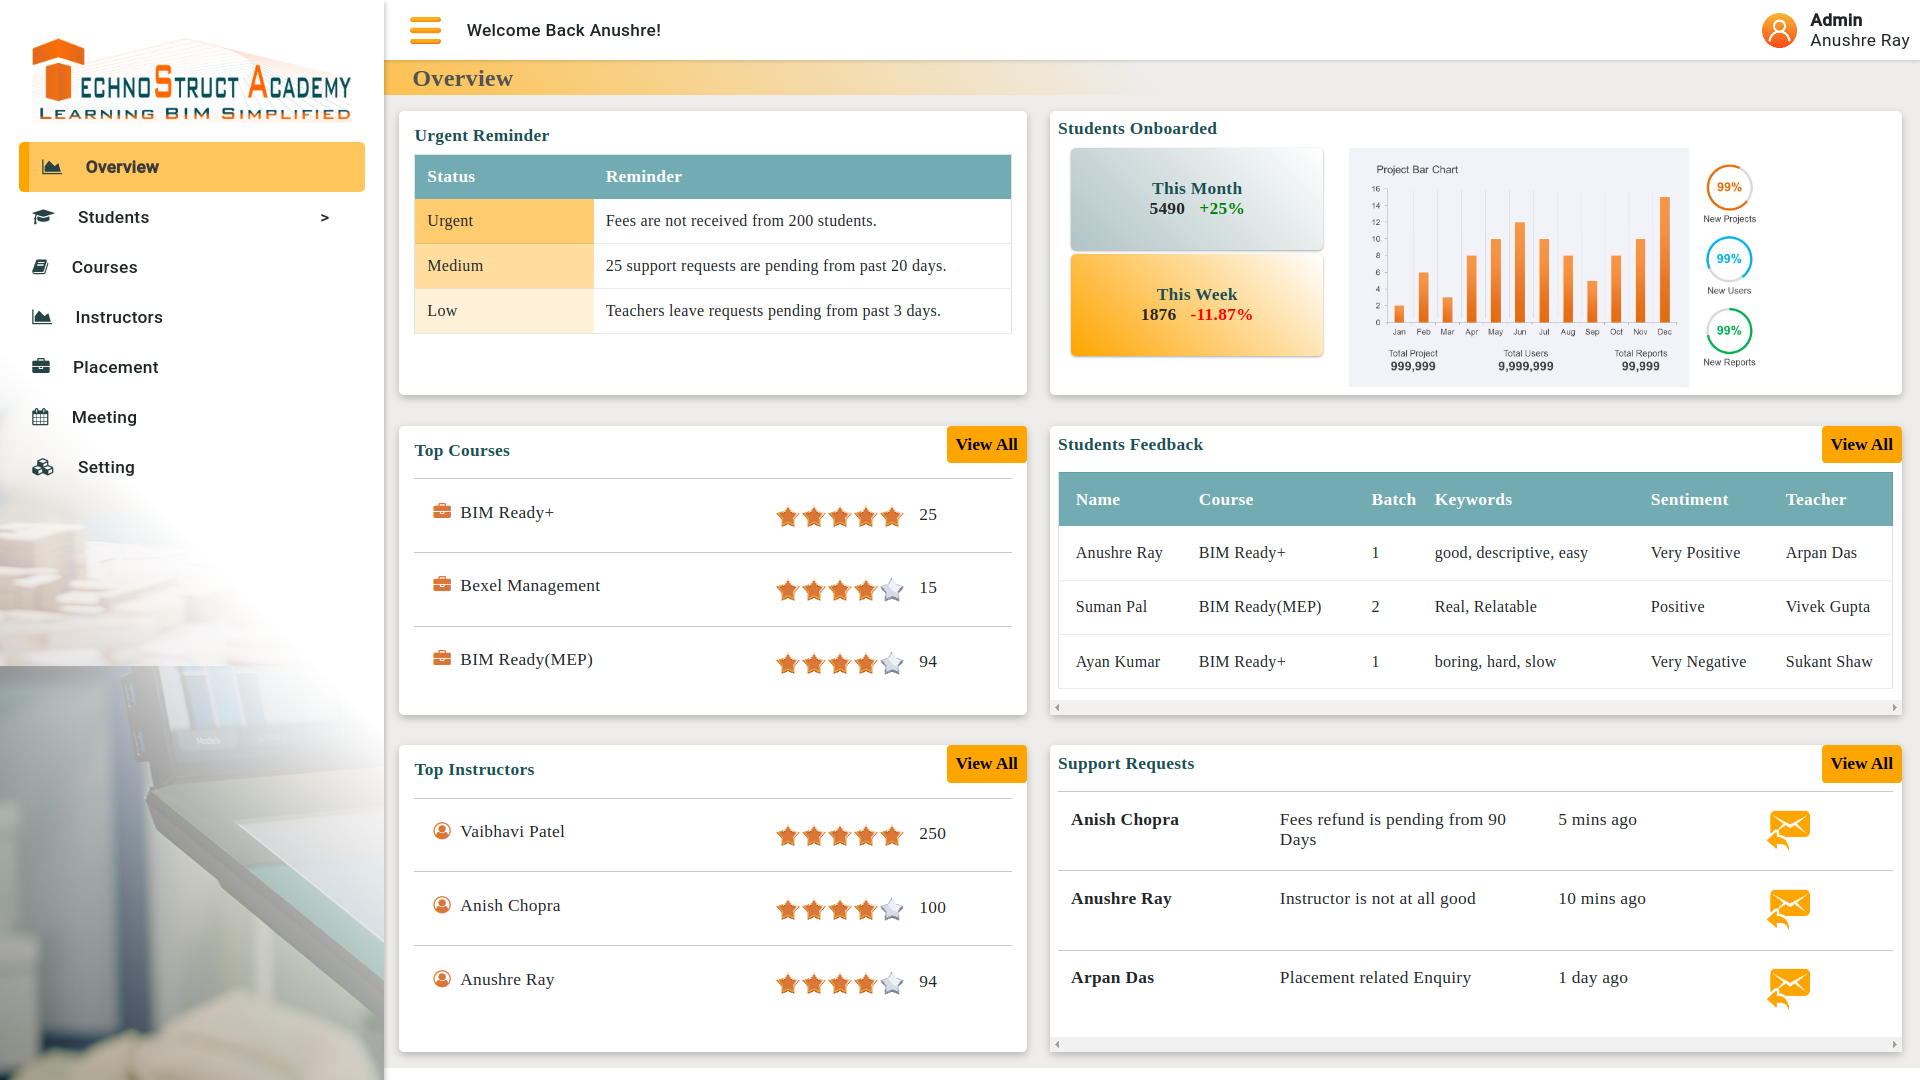 TECHNOSTRUCT ACADEMY
LEARNING BIM SIMPLIFIED
Overview
Students >
Courses
Instructors
Placement
Meeting
Setting
Welcome Back Anushre!
Admin
Anushre Ray
Overview
Urgent Reminder
Status Reminder
Urgent Fees are not received from 200 students.
Medium 25 support requests are pending from past 20 days.
Low Teachers leave requests pending from past 3 days.
Students Onboarded
This Month
5490 +25%
This Week
1876 -11.87%
Project Bar Chart
16
14
12
10
8
6
4
2
0
Jan Feb Mar Apr May Jun Jul Aug Sep Oct Nov Dec
Total Project Total Users Total Reports
999,999 9,999,999 99,999
99%
New Projects
99%
New Users
99%
New Reports
Top Courses View All
BIM Ready+ 25
Bexel Management 15
BIM Ready(MEP) 94
Students Feedback View All
Name Course Batch Keywords Sentiment Teacher
Anushre Ray BIM Ready+ 1 good, descriptive, easy Very Positive Arpan Das
Suman Pal BIM Ready(MEP) 2 Real, Relatable Positive Vivek Gupta
Ayan Kumar BIM Ready+ 1 boring, hard, slow Very Negative Sukant Shaw
Top Instructors View All
Vaibhavi Patel 250
Anish Chopra 100
Anushre Ray 94
Support Requests View All
Anish Chopra Fees refund is pending from 90 5 mins ago
Days
Anushre Ray Instructor is not at all good 10 mins ago
Arpan Das Placement related Enquiry 1 day ago